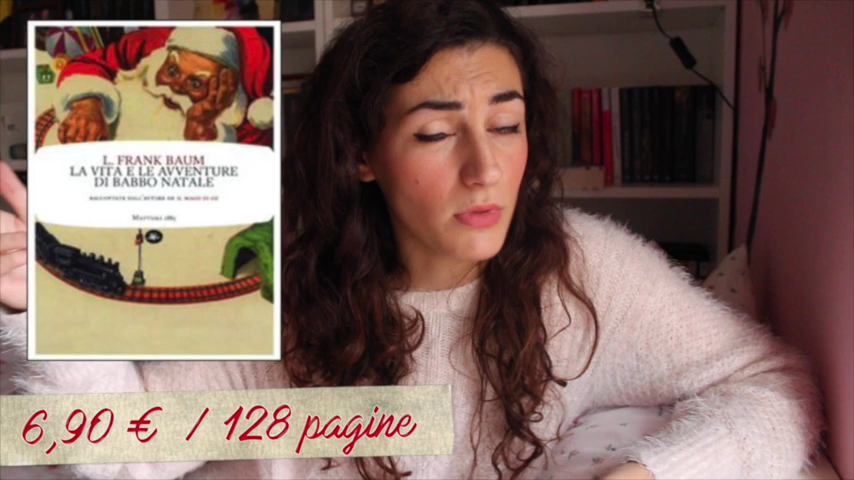 L. FRANK BAUM
LA VITA E LE AVVENTURE
DI BABBO NATALE
RACCONTATE DALL'AUTORE DE IL MAGO DI OZ
MATTIOLI 1885
6,90 € / 128 pagine